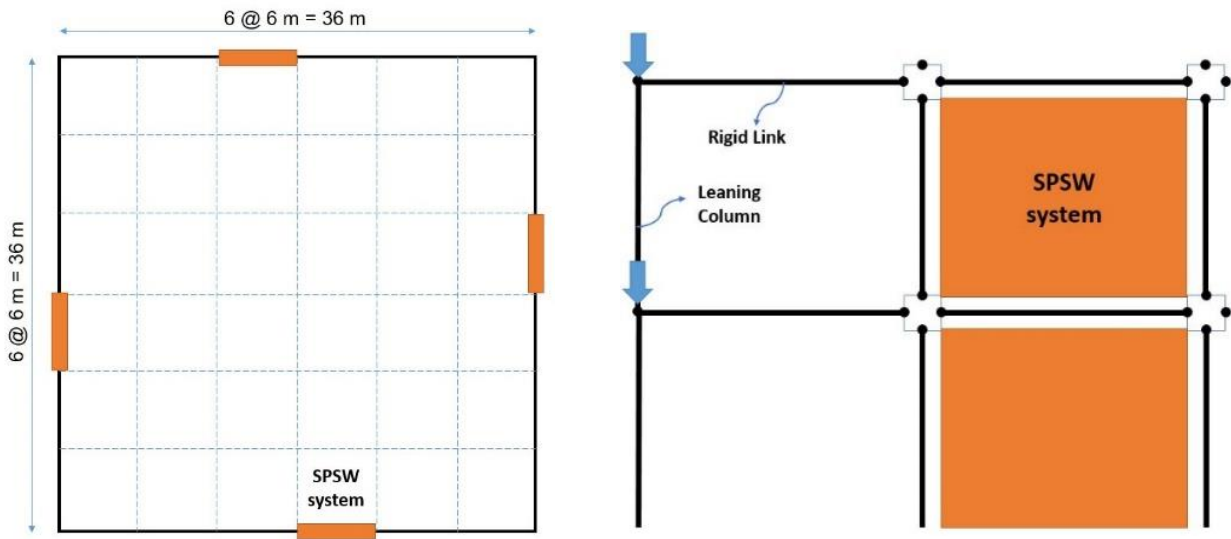 6 @ 6 m = 36 m
6 @ 6 m = 36 m
SPSW
system
Rigid Link
Leaning
Column
SPSW
system